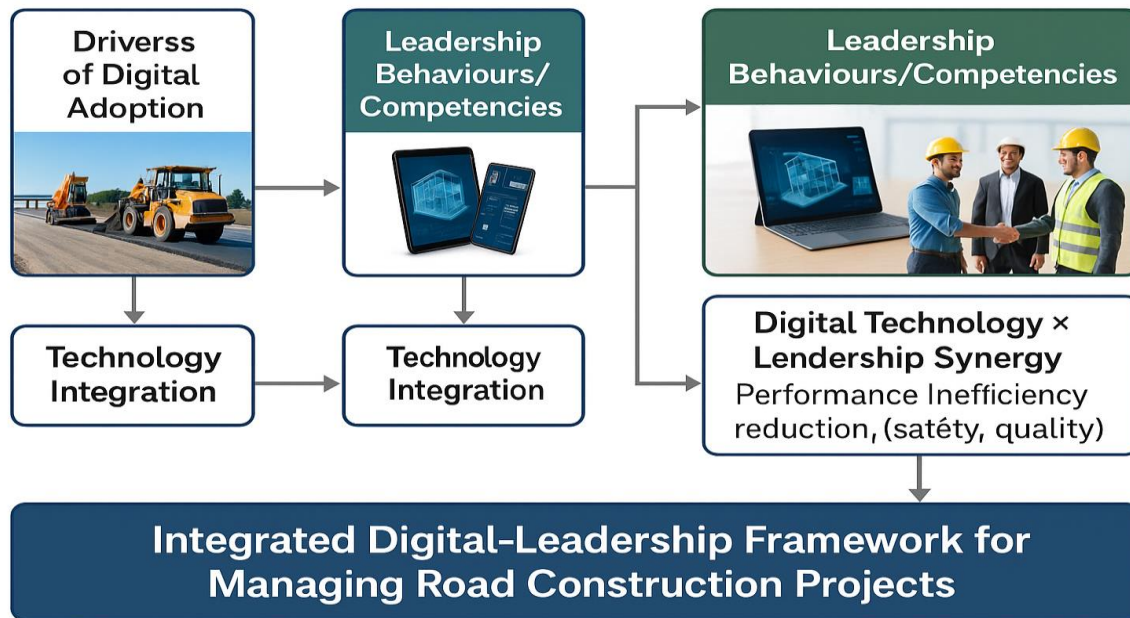 Driverss
of Digital
Adoption
Leadership
Behaviours/
Competencies
Leadership
Behaviours/Competencies
Technology
Integration
Technology
Integration
Digital Technology ×
Lendership Synergy
Performance Inefficiency
reduction, (satéty, quality)
Integrated Digital-Leadership Framework for
Managing Road Construction Projects